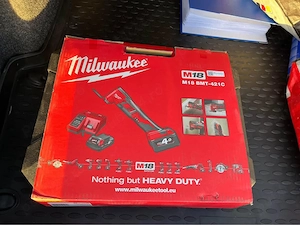 Milwaukee
M18
M18 BMT-421C
M18
Nothing but HEAVY DUTY.
www.milwaukeetool.eu